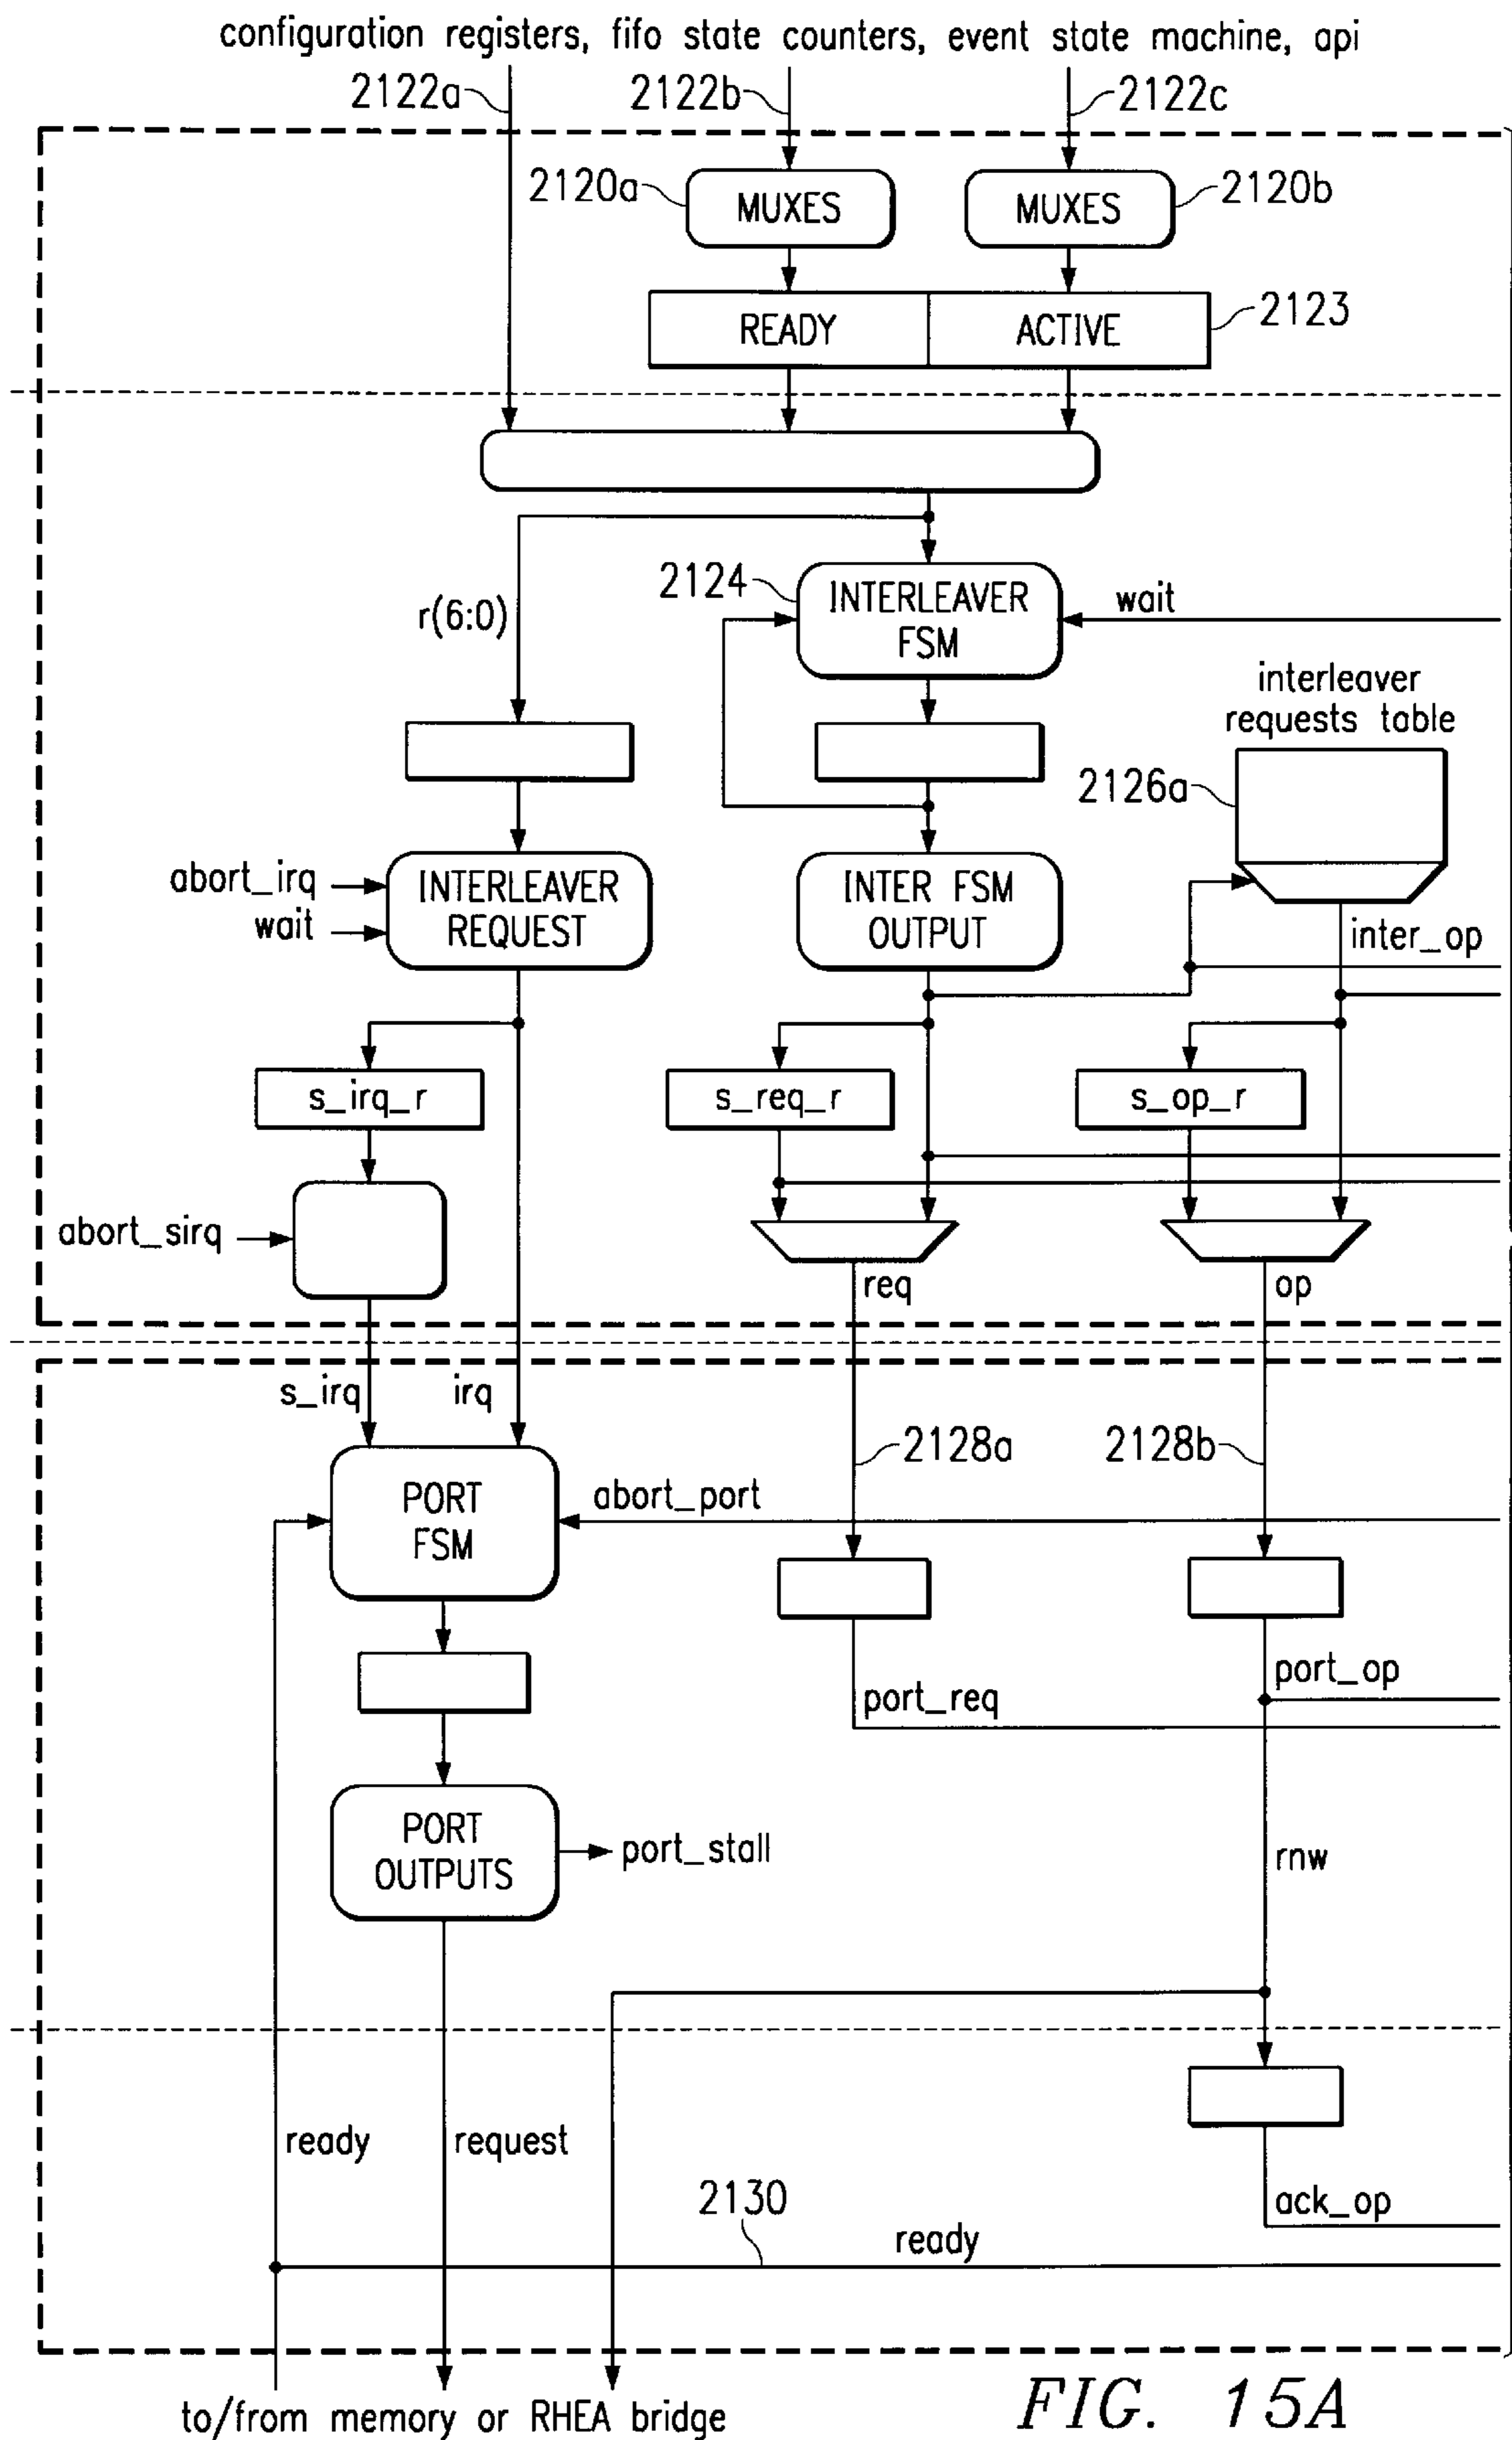 configuration registers, fifo state counters, event state machine, api
2122a
2122b
2122c
2120a
MUXES
MUXES
2120b
READY
ACTIVE
2123
2124
INTERLEAVER
FSM
wait
r(6:0)
interleaver
requests table
2126a
abort_irq
wait
INTERLEAVER
REQUEST
INTER FSM
OUTPUT
inter_op
s_irq_r
s_req_r
s_op_r
abort_sirq
req
op
s_irq
irq
2128a
2128b
PORT
FSM
abort_port
port_op
port_req
PORT
OUTPUTS
port_stall
rnw
ready
request
2130
ready
ack_op
to/from memory or RHEA bridge
FIG. 15A